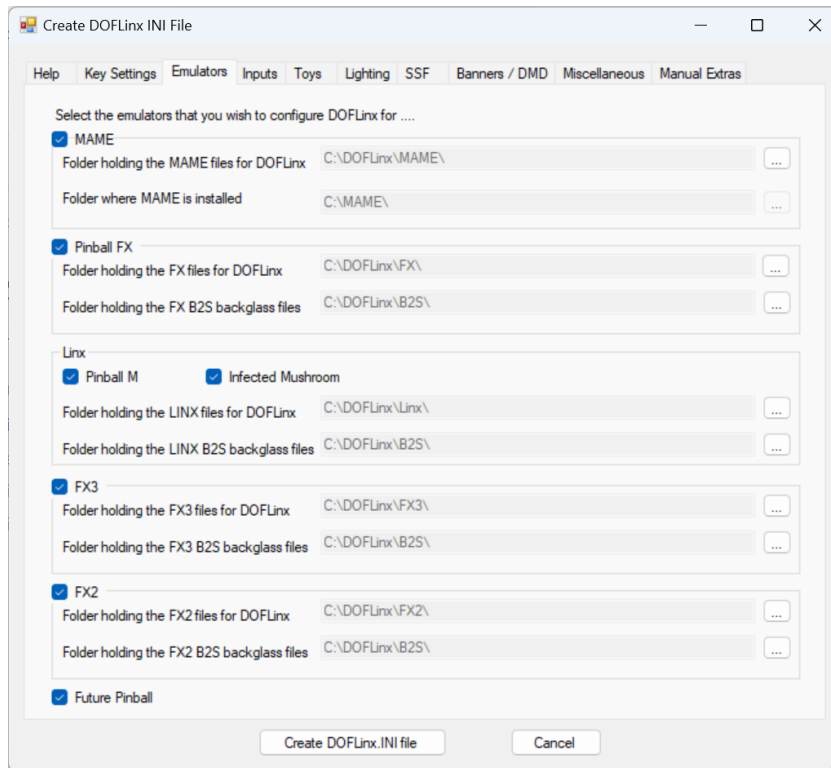 Create DOFLinx INI File
Help Key Settings Emulators Inputs Toys Lighting SSF Banners / DMD Miscellaneous Manual Extras
Select the emulators that you wish to configure DOFLinx for ....
MAME
Folder holding the MAME files for DOFLinx C:\DOFLinx\MAME\ ...
Folder where MAME is installed C:\MAME\ ...
Pinball FX
Folder holding the FX files for DOFLinx C:\DOFLinx\FX\ ...
Folder holding the FX B2S backglass files C:\DOFLinx\B2S\ ...
Linx
Pinball M Infected Mushroom
Folder holding the LINX files for DOFLinx C:\DOFLinx\Linx\ ...
Folder holding the LINX B2S backglass files C:\DOFLinx\B2S\ ...
FX3
Folder holding the FX3 files for DOFLinx C:\DOFLinx\FX3\ ...
Folder holding the FX3 B2S backglass files C:\DOFLinx\B2S\ ...
FX2
Folder holding the FX2 files for DOFLinx C:\DOFLinx\FX2\ ...
Folder holding the FX2 B2S backglass files C:\DOFLinx\B2S\ ...
Future Pinball
Create DOFLinx.INI file Cancel